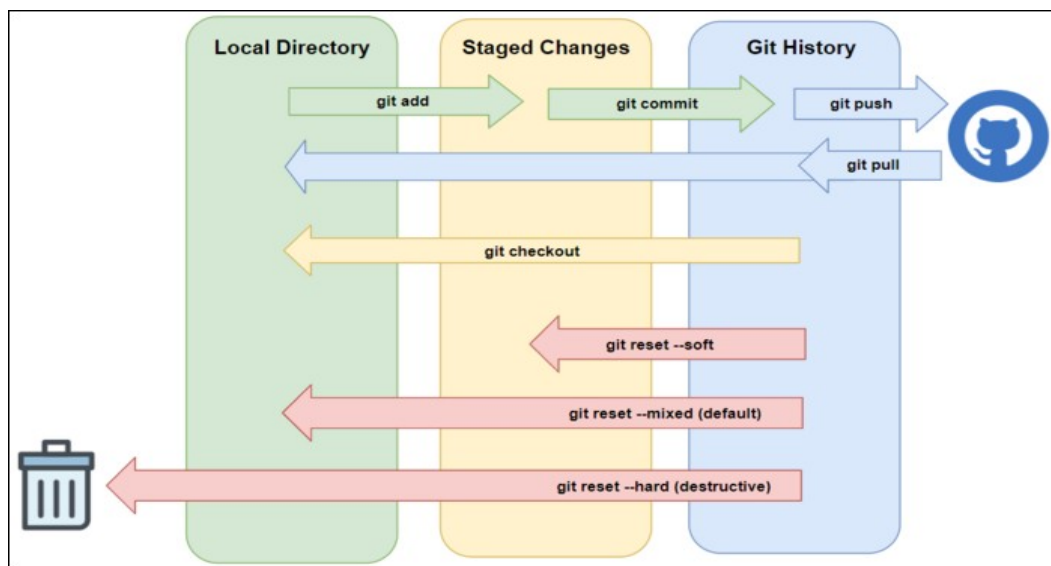 Local Directory
Staged Changes
Git History
git add
git commit
git push
git pull
git checkout
git reset --soft
git reset --mixed (default)
git reset --hard (destructive)